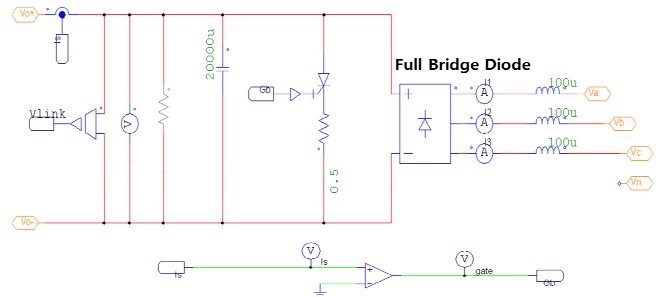 Vo+
Is
20000u
Gb
Full Bridge Diode
I1
100u
Va
Vlink
V
A
I2
100u
Vb
A
I3
100u
Vc
A
0.5
Vn
Vo-
V
Is
Is
V
gate
Gb